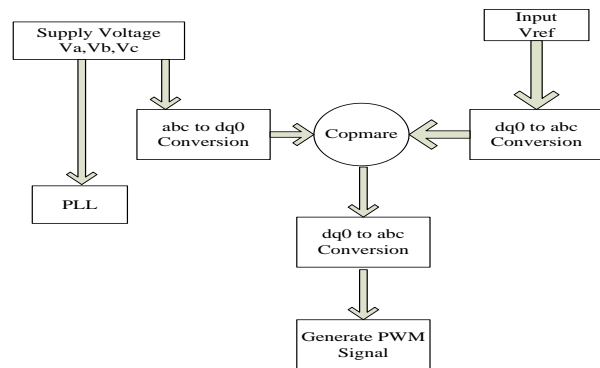 Supply Voltage
Va,Vb,Vc
Input
Vref
abc to dq0
Conversion
Copmare
dq0 to abc
Conversion
PLL
dq0 to abc
Conversion
Generate PWM
Signal